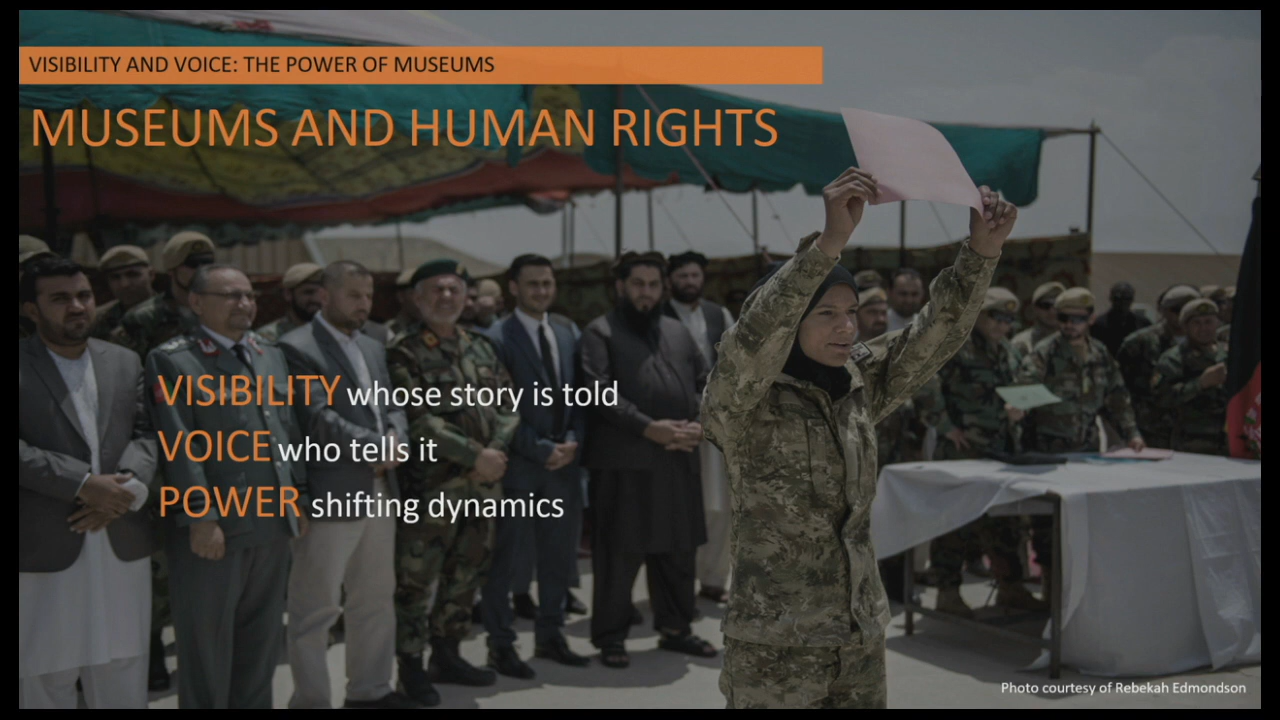 VISIBILITY AND VOICE: THE POWER OF MUSEUMS
MUSEUMS AND HUMAN RIGHTS
VISIBILITY whose story is told
VOICE who tells it
POWER shifting dynamics
Photo courtesy of Rebekah Edmondson